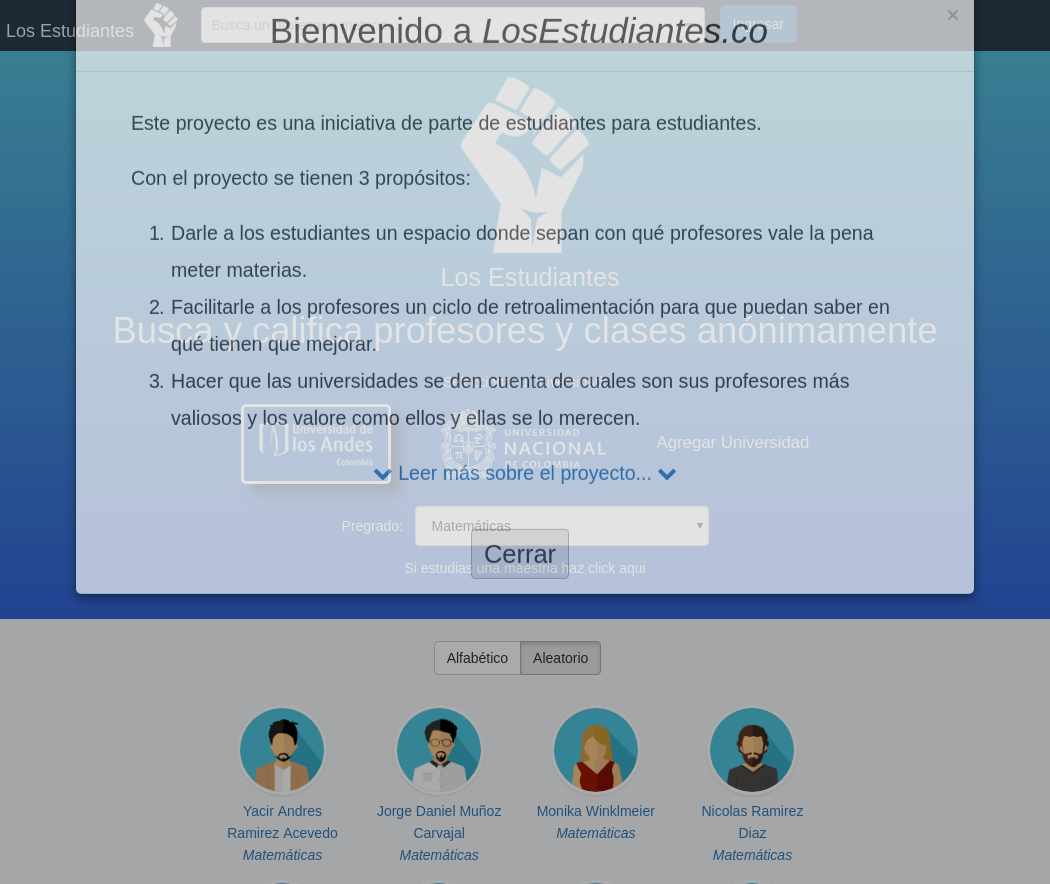 Los Estudiantes
Busca un profesor o materia
Ingresar
×
Bienvenido a LosEstudiantes.co
Este proyecto es una iniciativa de parte de estudiantes para estudiantes.
Con el proyecto se tienen 3 propósitos:
1. Darle a los estudiantes un espacio donde sepan con qué profesores vale la pena
meter materias.
2. Facilitarle a los profesores un ciclo de retroalimentación para que puedan saber en
qué tienen que mejorar.
3. Hacer que las universidades se den cuenta de cuales son sus profesores más
valiosos y los valore como ellos y ellas se lo merecen.
Leer más sobre el proyecto...
Cerrar
Los Estudiantes
Busca y califica profesores y clases anónimamente
Universidad de
los Andes
Colombia
UNIVERSIDAD
NACIONAL
DE COLOMBIA
Agregar Universidad
Pregrado:
Matemáticas
Si estudias una maestria haz click aqui
Alfabético
Aleatorio
Yacir Andres
Ramirez Acevedo
Matemáticas
Jorge Daniel Muñoz
Carvajal
Matemáticas
Monika Winklmeier
Matemáticas
Nicolas Ramirez
Diaz
Matemáticas